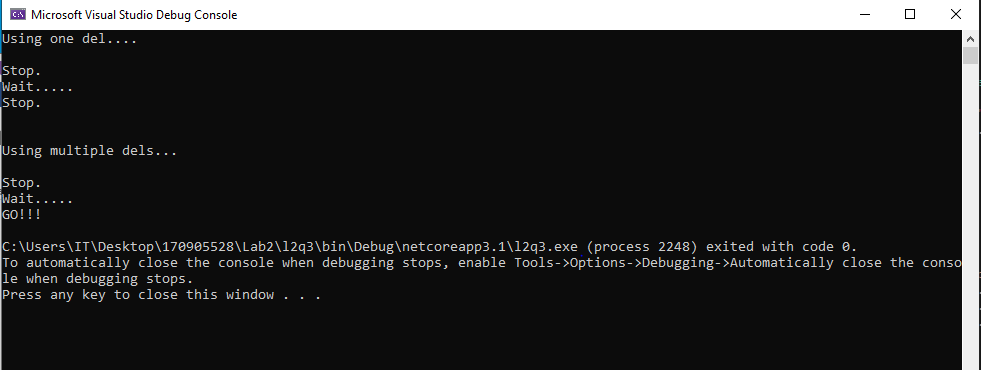 Microsoft Visual Studio Debug Console
Using one del....
Stop.
Wait.....
Stop.
Using multiple dels...
Stop.
Wait.....
GO!!!
C:\Users\IT\Desktop\170905528\Lab2\l2q3\bin\Debug\netcoreapp3.1\l2q3.exe (process 2248) exited with code 0.
To automatically close the console when debugging stops, enable Tools->Options->Debugging->Automatically close the conso
le when debugging stops.
Press any key to close this window . . .